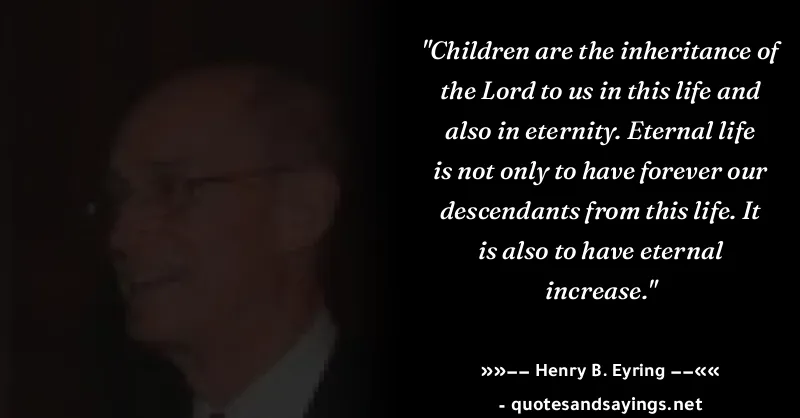 "Children are the inheritance of
the Lord to us in this life and
also in eternity. Eternal life
is not only to have forever our
descendants from this life. It
is also to have eternal
increase."
»»–– Henry B. Eyring ––««
- quotesandsayings.net